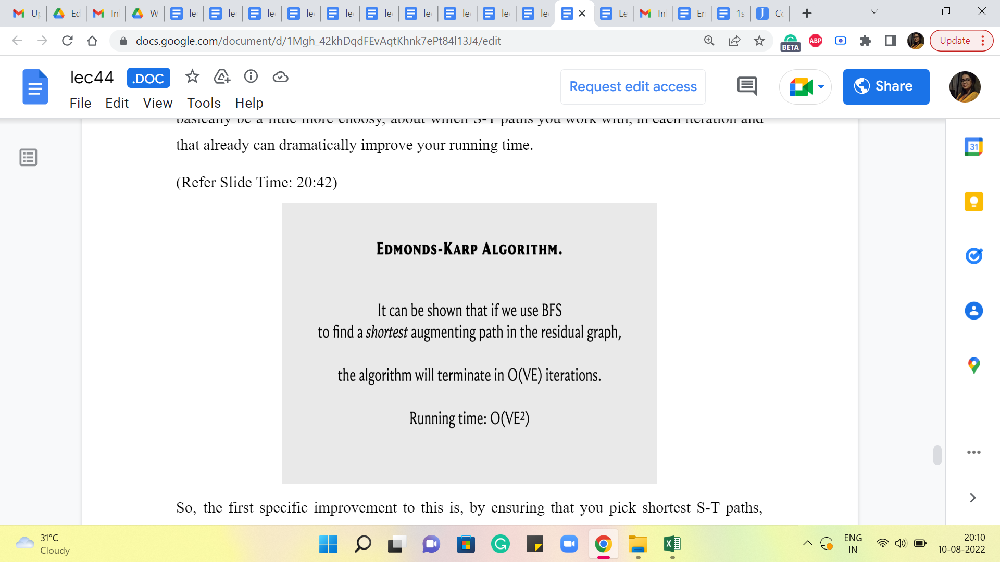 Up
Ed
In
W
le
le
le
le
le
le
le
le
le
le
Le
In
Er
1s
Co
docs.google.com/document/d/1Mgh_42khDqdFEvAqtKhnk7ePt84l13J4/edit
BETA
ABP
Update
lec44
.DOC
Request edit access
Share
File Edit View Tools Help
basically be a little more choosy, about which S-T paths you work with, in each iteration and
that already can dramatically improve your running time.
(Refer Slide Time: 20:42)
EDMONDS-KARP ALGORITHM.
It can be shown that if we use BFS
to find a shortest augmenting path in the residual graph,
the algorithm will terminate in O(VE) iterations.
Running time: O(VE²)
So, the first specific improvement to this is, by ensuring that you pick shortest S-T paths,
31
31°C
Cloudy
ENG
IN
20:10
10-08-2022